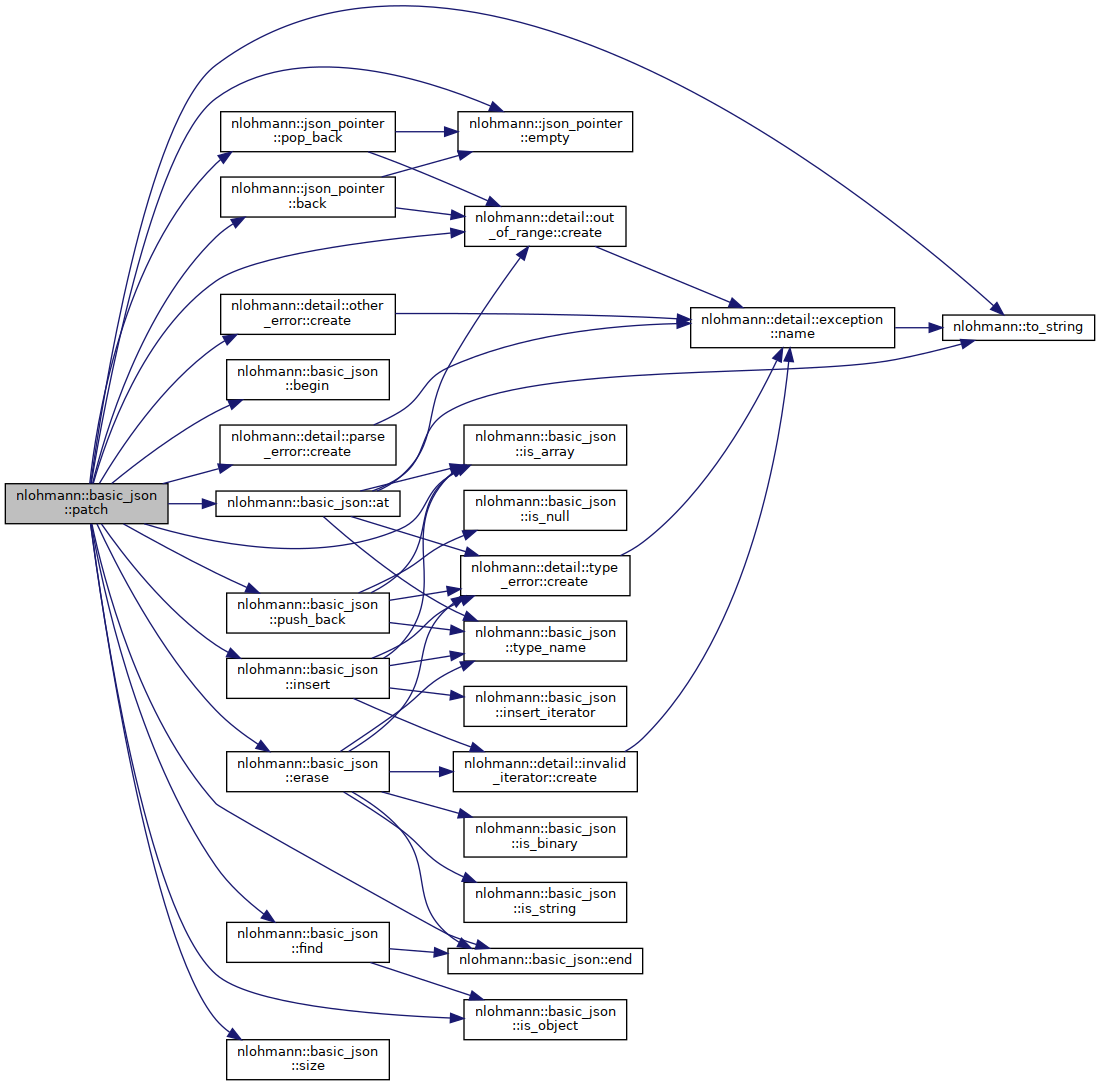 nlohmann::basic_json
::patch
nlohmann::json_pointer
::pop_back
nlohmann::json_pointer
::back
nlohmann::detail::other
_error::create
nlohmann::basic_json
::begin
nlohmann::detail::parse
_error::create
nlohmann::basic_json::at
nlohmann::basic_json
::push_back
nlohmann::basic_json
::insert
nlohmann::basic_json
::erase
nlohmann::basic_json
::find
nlohmann::basic_json
::size
nlohmann::json_pointer
::empty
nlohmann::detail::out
_of_range::create
nlohmann::basic_json
::is_array
nlohmann::basic_json
::is_null
nlohmann::detail::type
_error::create
nlohmann::basic_json
::type_name
nlohmann::basic_json
::insert_iterator
nlohmann::detail::invalid
_iterator::create
nlohmann::basic_json
::is_binary
nlohmann::basic_json
::is_string
nlohmann::basic_json::end
nlohmann::basic_json
::is_object
nlohmann::detail::exception
::name
nlohmann::to_string